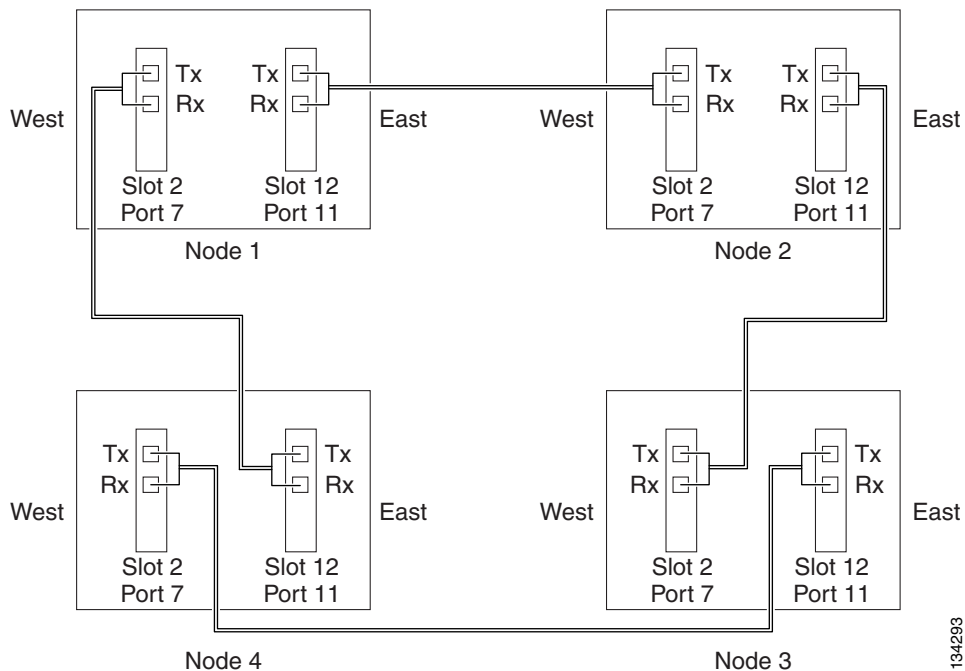 Tx Tx Tx Tx
Rx Rx Rx Rx
West East West East
Slot 2 Slot 12 Slot 2 Slot 12
Port 7 Port 11 Port 7 Port 11
Node 1 Node 2
Tx Tx Tx Tx
Rx Rx Rx Rx
West East West East
Slot 2 Slot 12 Slot 2 Slot 12
Port 7 Port 11 Port 7 Port 11
Node 4 Node 3
134293